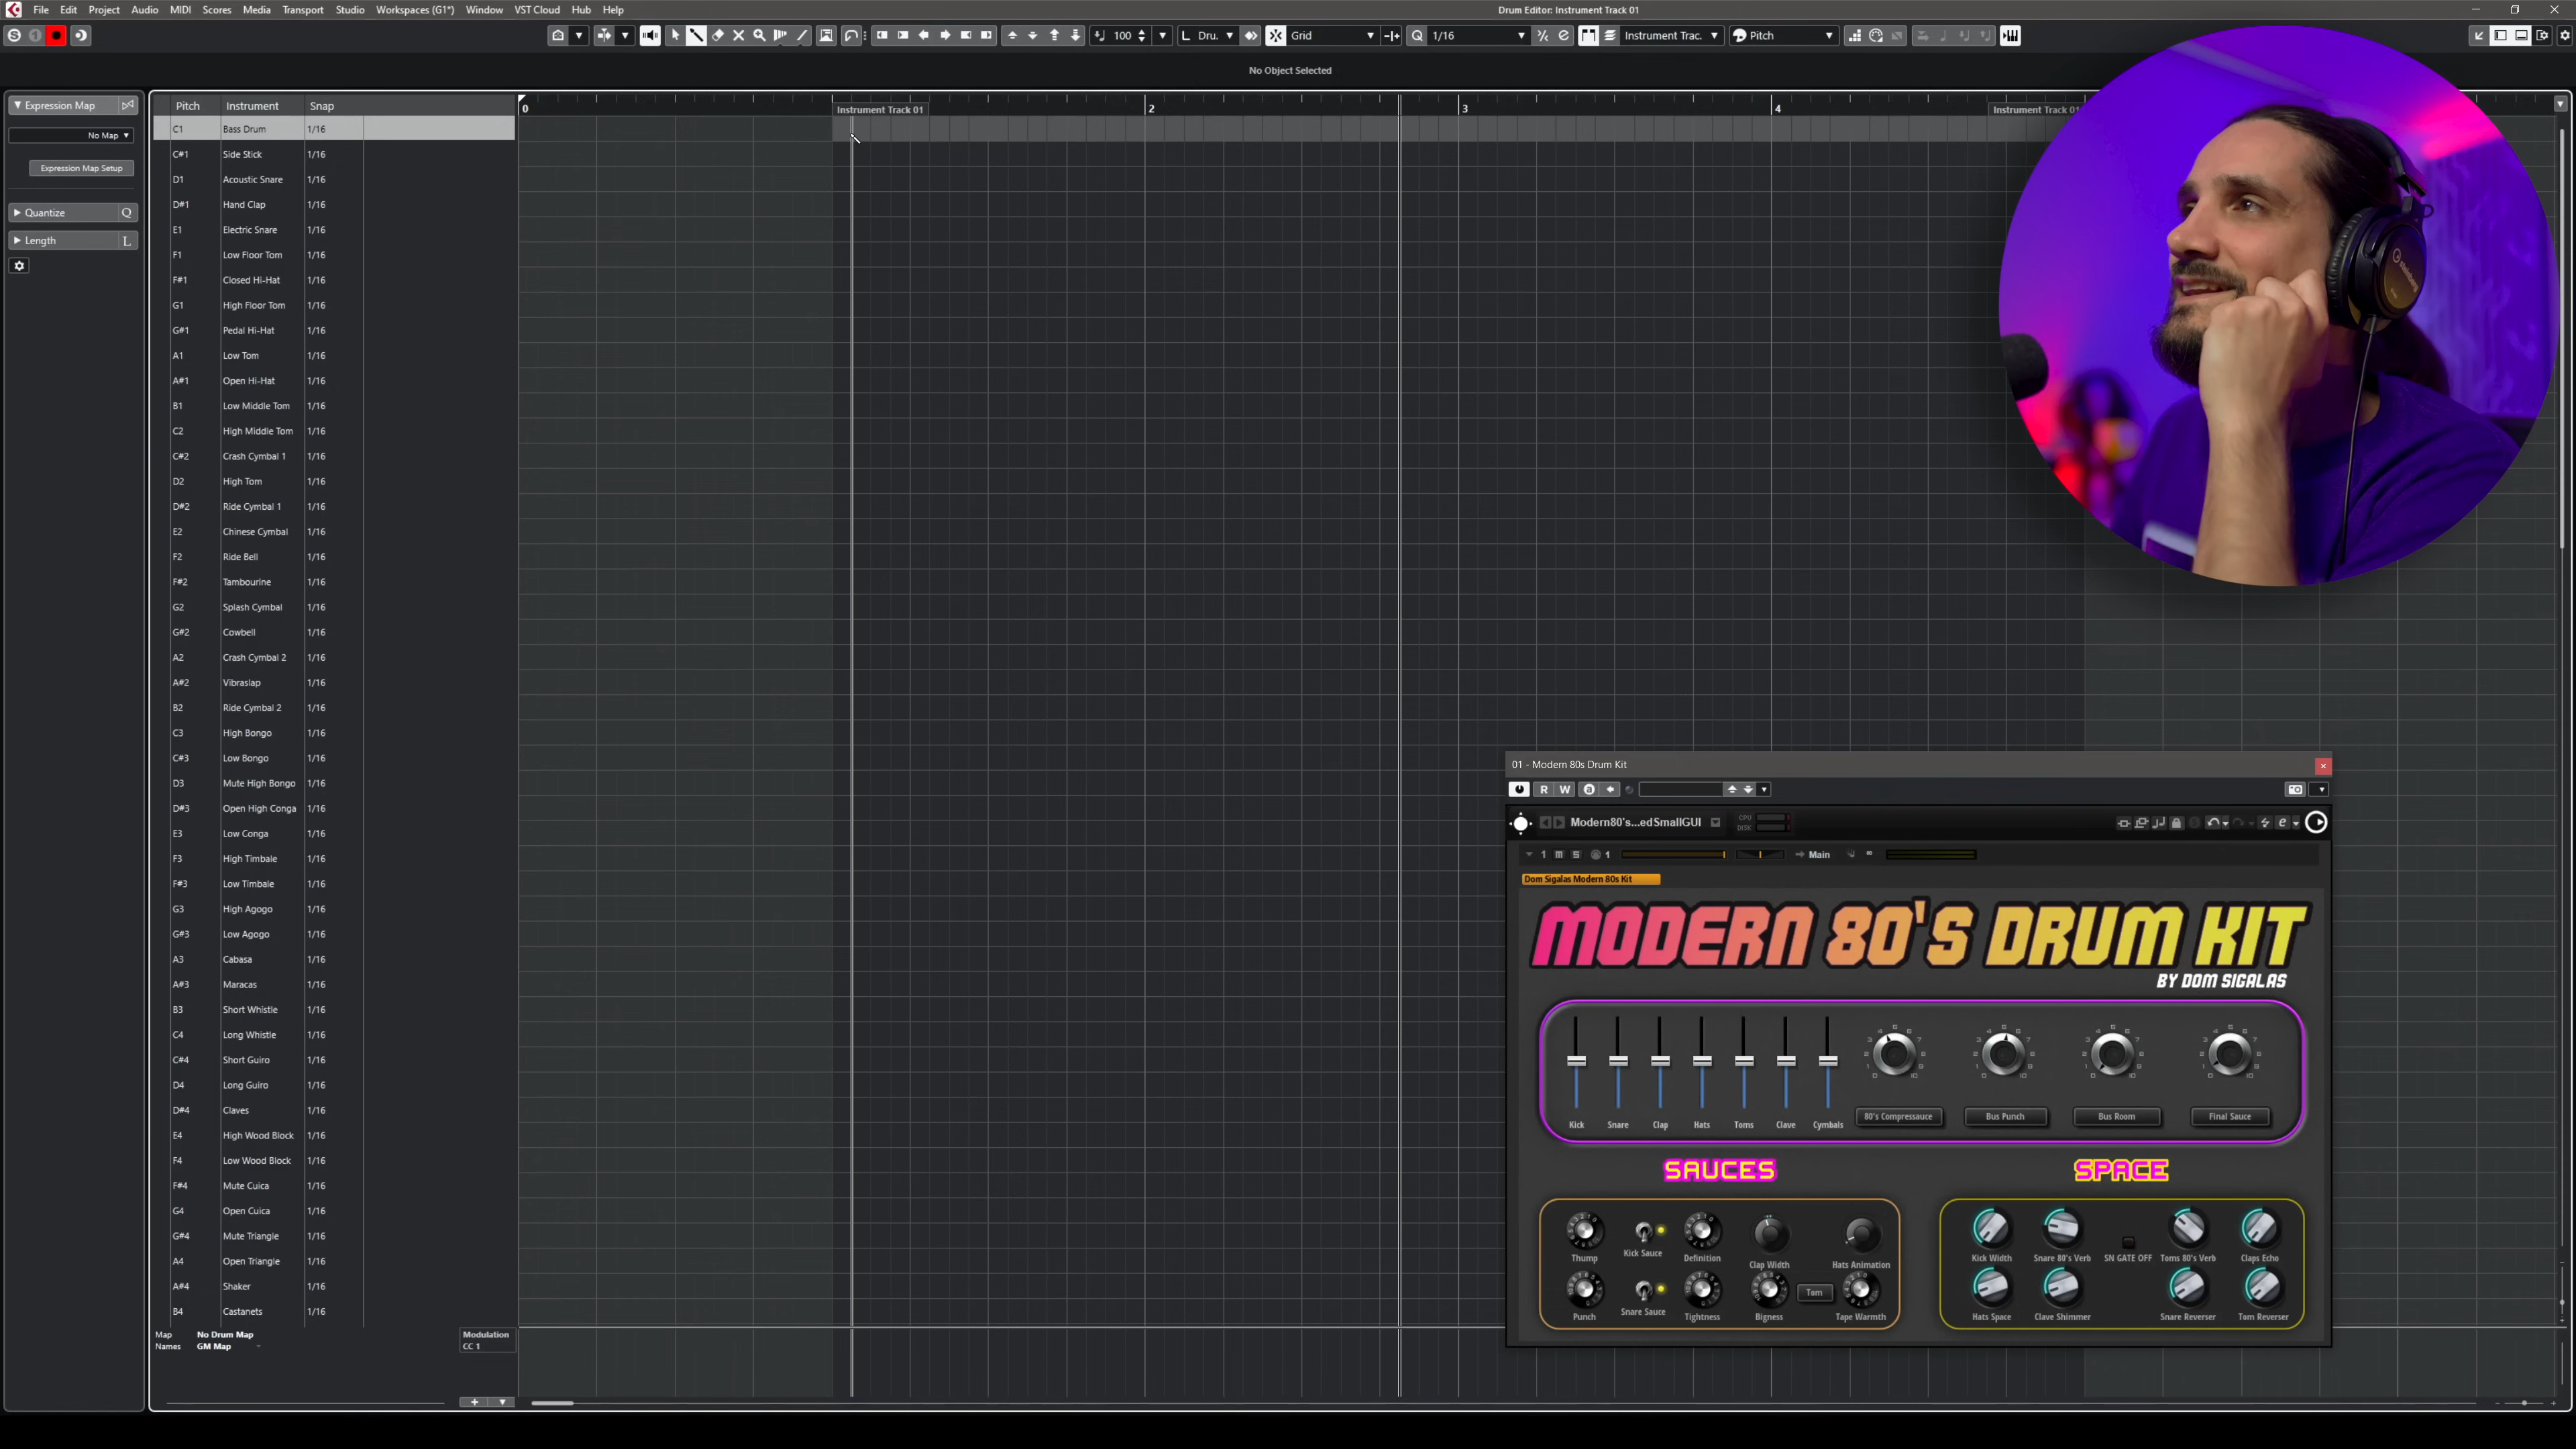 File Edit Project Audio MIDI Scores Media Transport Studio Workspaces (G1*) Window VST Cloud Hub Help
Drum Editor: Instrument Track 01
100 L Dru. Grid Q 1/16 Instrument Trac. Pitch
No Object Selected
Expression Map
No Map
Expression Map Setup
Quantize Q
Length L
Pitch Instrument Snap
0 2 3 4
Instrument Track 01 Instrument Track 01
C1 Bass Drum 1/16
C#1 Side Stick 1/16
D1 Acoustic Snare 1/16
D#1 Hand Clap 1/16
E1 Electric Snare 1/16
F1 Low Floor Tom 1/16
F#1 Closed Hi-Hat 1/16
G1 High Floor Tom 1/16
G#1 Pedal Hi-Hat 1/16
A1 Low Tom 1/16
A#1 Open Hi-Hat 1/16
B1 Low Middle Tom 1/16
C2 High Middle Tom 1/16
C#2 Crash Cymbal 1 1/16
D2 High Tom 1/16
D#2 Ride Cymbal 1 1/16
E2 Chinese Cymbal 1/16
F2 Ride Bell 1/16
F#2 Tambourine 1/16
G2 Splash Cymbal 1/16
G#2 Cowbell 1/16
A2 Crash Cymbal 2 1/16
A#2 Vibraslap 1/16
B2 Ride Cymbal 2 1/16
C3 High Bongo 1/16
C#3 Low Bongo 1/16
D3 Mute High Bongo 1/16
D#3 Open High Conga 1/16
E3 Low Conga 1/16
F3 High Timbale 1/16
F#3 Low Timbale 1/16
G3 High Agogo 1/16
G#3 Low Agogo 1/16
A3 Cabasa 1/16
A#3 Maracas 1/16
B3 Short Whistle 1/16
C4 Long Whistle 1/16
C#4 Short Guiro 1/16
D4 Long Guiro 1/16
D#4 Claves 1/16
E4 High Wood Block 1/16
F4 Low Wood Block 1/16
F#4 Mute Cuica 1/16
G4 Open Cuica 1/16
G#4 Mute Triangle 1/16
A4 Open Triangle 1/16
A#4 Shaker 1/16
B4 Castanets 1/16
Map No Drum Map
Names GM Map
Modulation
CC 1
01 - Modern 80s Drum Kit
R W
Modern80's...edSmallGUI CPU
DISK
1 M S 1 Main
Dom Sigalas Modern 80s Kit
MODERN 80'S DRUM KIT
BY DOM SIGALAS
Kick Snare Clap Hats Toms Clave Cymbals 80's Compressauce Bus Punch Bus Room Final Sauce
SAUCES SPACE
Thump Kick Sauce Definition Clap Width Hats Animation
Punch Snare Sauce Tightness Bigness Tom Tape Warmth
Kick Width Snare 80's Verb SN GATE OFF Toms 80's Verb Claps Echo
Hats Space Clave Shimmer Snare Reverser Tom Reverser